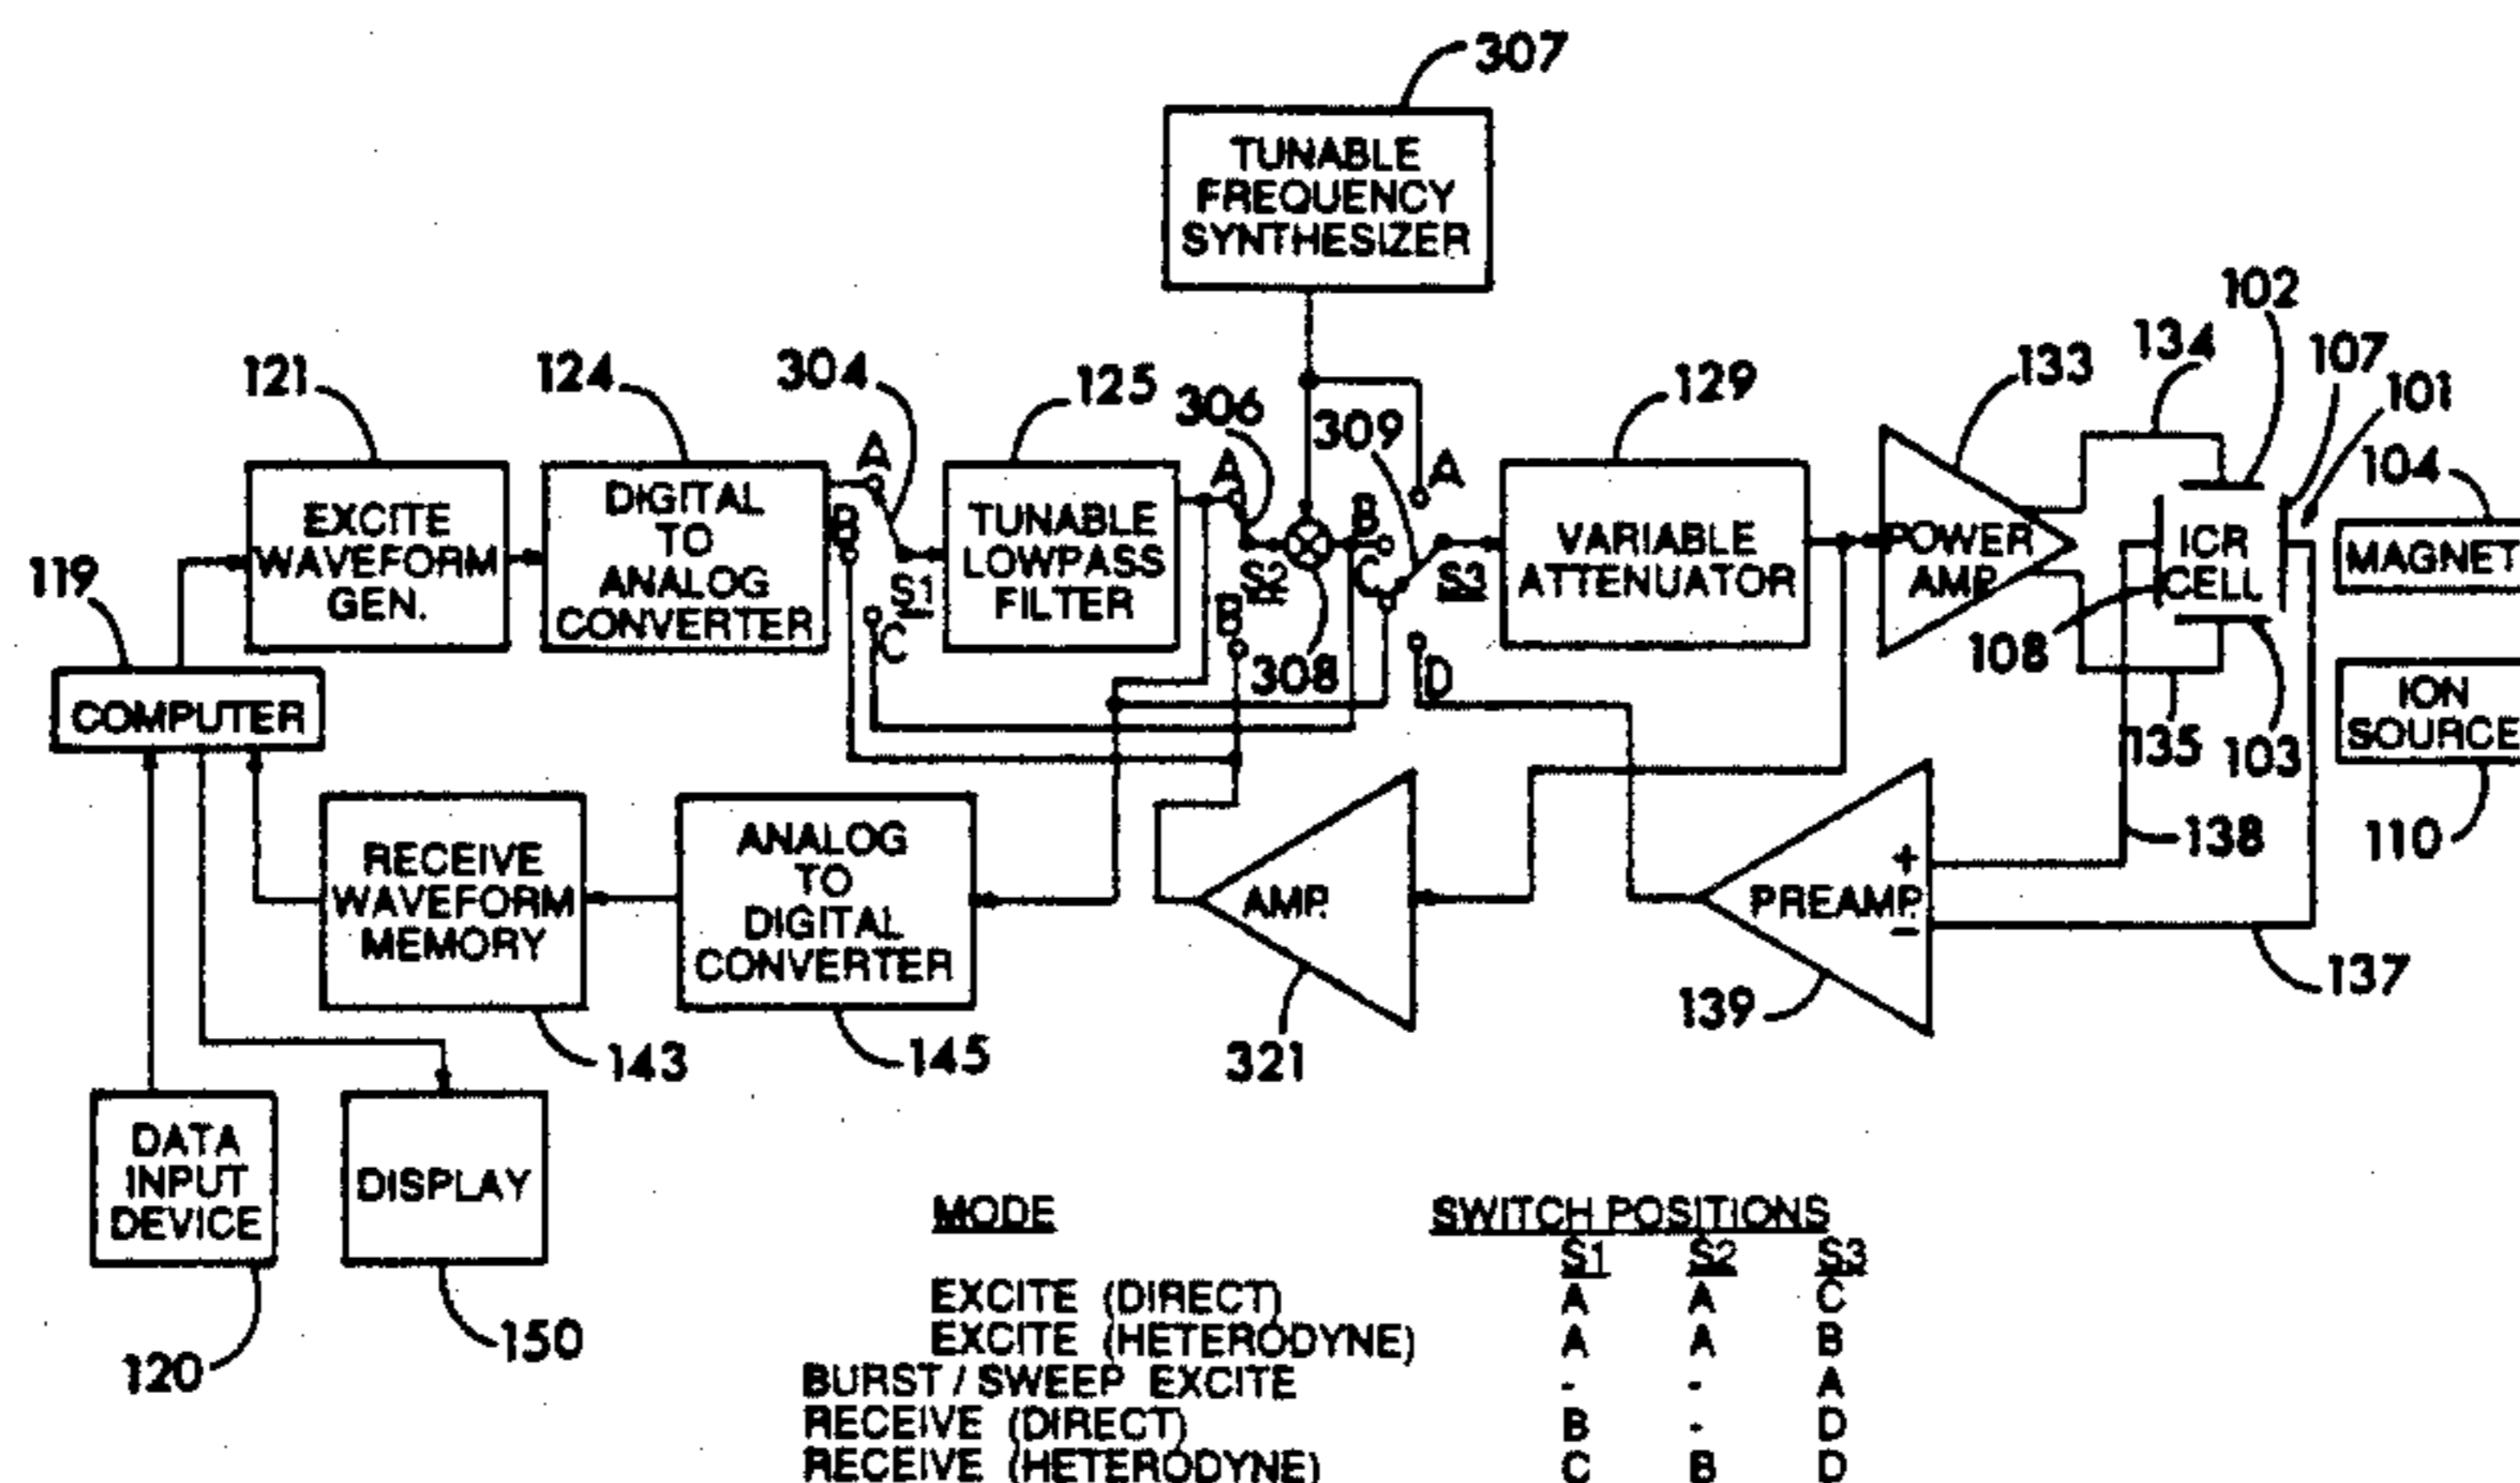 307
TUNABLE
FREQUENCY
SYNTHESIZER
102
134
107
133
101
121
124
304
125
306
309
129
104
A
A
A
EXCITE
WAVEFORM
GEN.
DIGITAL
TO
ANALOG
CONVERTER
B
S1
C
TUNABLE
LOWPASS
FILTER
S2
B
308
B
C
S3
D
VARIABLE
ATTENUATOR
POWER
AMP.
ICR
CELL
108
MAGNET
119
COMPUTER
135
103
ION
SOURCE
110
138
RECEIVE
WAVEFORM
MEMORY
ANALOG
TO
DIGITAL
CONVERTER
AMP.
+
PREAMP.
-
137
139
143
145
321
DATA
INPUT
DEVICE
DISPLAY
120
150
MODE SWITCH POSITIONS
S1 S2 S3
EXCITE (DIRECT) A A C
EXCITE (HETERODYNE) A A B
BURST / SWEEP EXCITE - - A
RECEIVE (DIRECT) B - D
RECEIVE (HETERODYNE) C B D